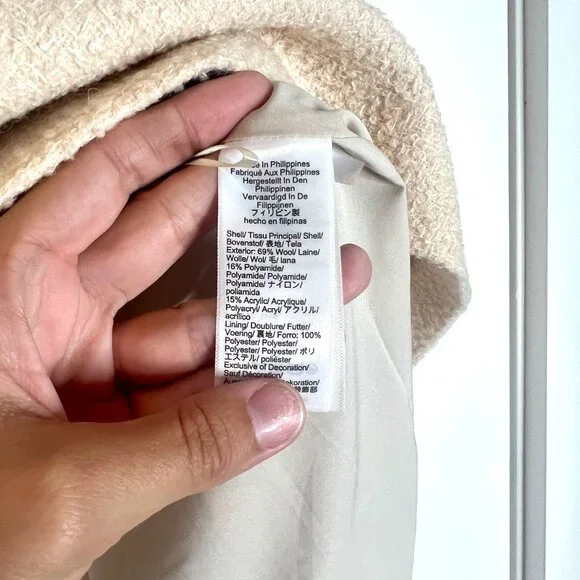 in Philippines
Fabriqué Aux Philippines
Hergestellt In Den
Philippinen
Vervaardigd In De
Filippijnen
フィリピン製
hecho en filipinas
Shell/ Tissu Principal/ Shell/
Bovenstof/ 表地/ Tela
Exterior: 69% Wool/ Laine/
Wolle/ Wol/ 毛/ lana
16% Polyamide/
Polyamide/ Polyamide/
Polyamide/ ナイロン/
poliamida
15% Acrylic/ Acrylique/
Polyacryl/ Acryl/ アクリル/
acrílico
Lining/ Doublure/ Futter/
Voering/ 裏地/ Forro: 100%
Polyester/ Polyester/
Polyester/ Polyester/ ポリ
エステル/ poliéster
Exclusive of Decoration/
Sauf Décoration/